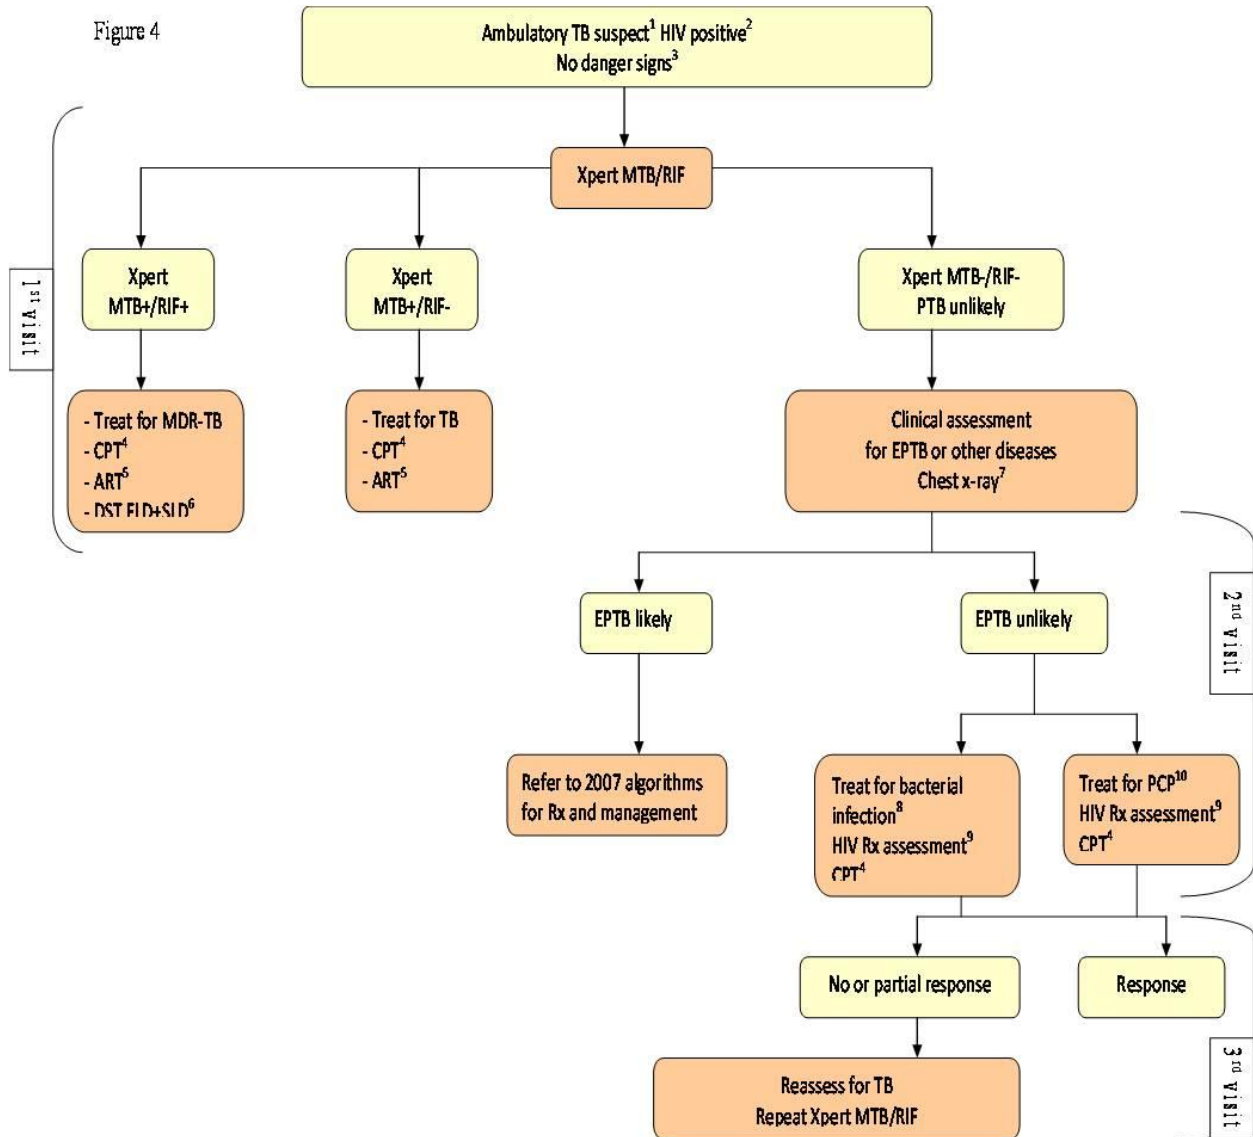 Figure 4
Ambulatory TB suspect¹ HIV positive²
No danger signs³
Xpert MTB/RIF
1st visit
Xpert
MTB+/RIF+
Xpert
MTB+/RIF-
Xpert MTB-/RIF-
PTB unlikely
- Treat for MDR-TB
- CPT⁴
- ART⁵
- DST FLD+SLD⁶
- Treat for TB
- CPT⁴
- ART⁵
Clinical assessment
for EPTB or other diseases
Chest x-ray⁷
2nd visit
EPTB likely
EPTB unlikely
Refer to 2007 algorithms
for Rx and management
Treat for bacterial
infection⁸
HIV Rx assessment⁹
CPT⁴
Treat for PCP¹⁰
HIV Rx assessment⁹
CPT⁴
No or partial response
Response
3rd visit
Reassess for TB
Repeat Xpert MTB/RIF